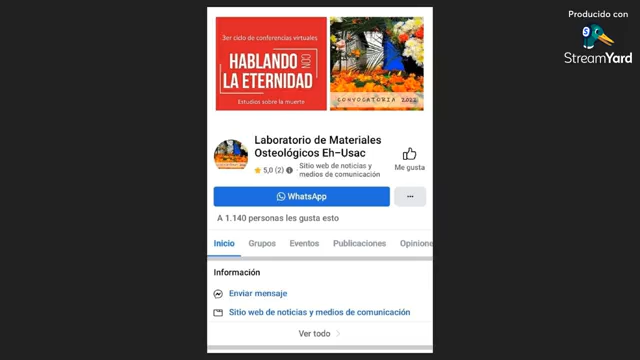 Producido con
StreamYard
3er ciclo de conferencias virtuales
HABLANDO
CON
LA ETERNIDAD
Estudios sobre la muerte
CONVOCATORIA 2022
Laboratorio de Materiales
Osteológicos Eh-Usac
5,0 (2)
Sitio web de noticias y
medios de comunicación
Me gusta
WhatsApp
A 1.140 personas les gusta esto
Inicio Grupos Eventos Publicaciones Opinione
Información
Enviar mensaje
Sitio web de noticias y medios de comunicación
Ver todo